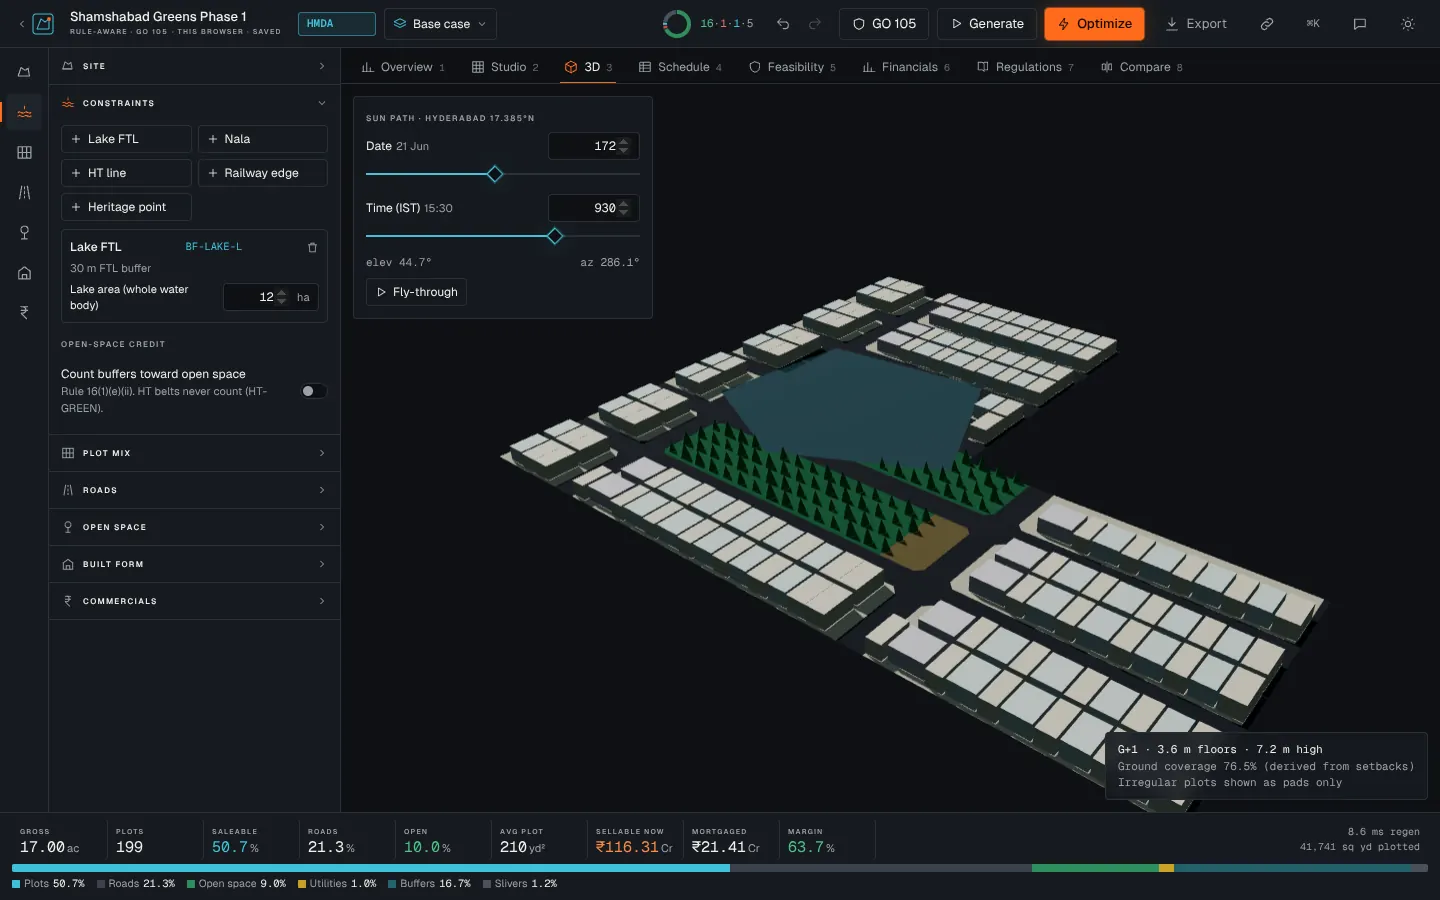 Shamshabad Greens Phase 1
RULE-AWARE · GO 105 · THIS BROWSER · SAVED
HMDA
Base case
16·1·1·5
GO 105
Generate
Optimize
Export
⌘K
SITE
CONSTRAINTS
+ Lake FTL
+ Nala
+ HT line
+ Railway edge
+ Heritage point
Lake FTL BF-LAKE-L
30 m FTL buffer
Lake area (whole water
body)
12 ha
OPEN-SPACE CREDIT
Count buffers toward open space
Rule 16(1)(e)(ii). HT belts never count (HT-
GREEN).
PLOT MIX
ROADS
OPEN SPACE
BUILT FORM
₹ COMMERCIALS
₹
Overview 1
Studio 2
3D 3
Schedule 4
Feasibility 5
Financials 6
Regulations 7
Compare 8
SUN PATH · HYDERABAD 17.385°N
Date 21 Jun 172
Time (IST) 15:30 930
elev 44.7° az 286.1°
Fly-through
G+1 · 3.6 m floors · 7.2 m high
Ground coverage 76.5% (derived from setbacks)
Irregular plots shown as pads only
GROSS
17.00 ac
PLOTS
199
SALEABLE
50.7 %
ROADS
21.3 %
OPEN
10.0 %
AVG PLOT
210 yd²
SELLABLE NOW
₹116.31 Cr
MORTGAGED
₹21.41 Cr
MARGIN
63.7 %
8.6 ms regen
41,741 sq yd plotted
Plots 50.7% Roads 21.3% Open space 9.0% Utilities 1.0% Buffers 16.7% Slivers 1.2%